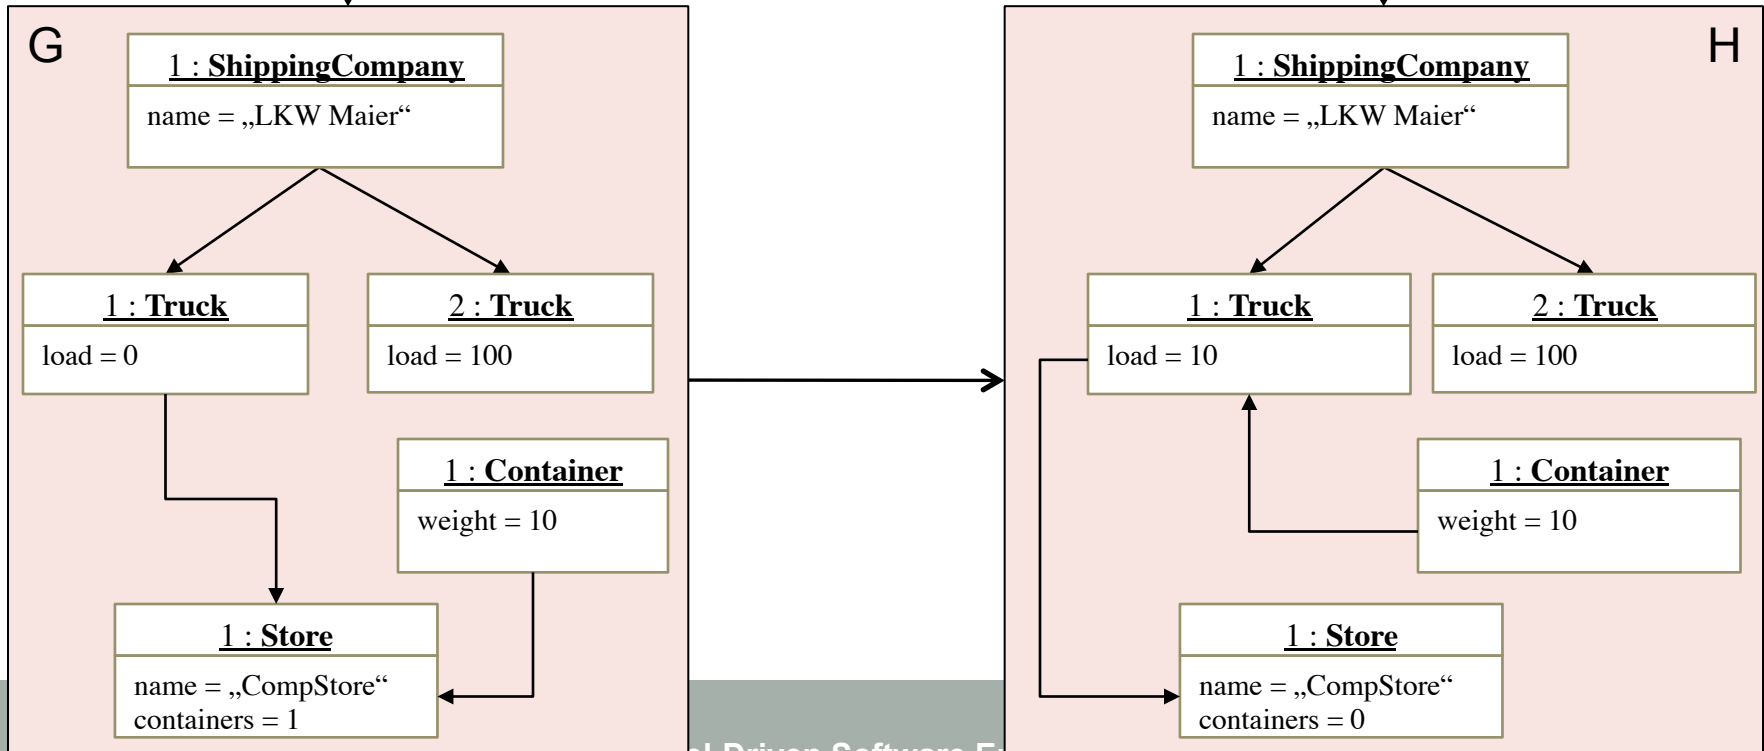 G
1 : ShippingCompany
name = „LKW Maier“
1 : Truck
load = 0
2 : Truck
load = 100
1 : Container
weight = 10
1 : Store
name = „CompStore“
containers = 1
H
1 : ShippingCompany
name = „LKW Maier“
1 : Truck
load = 10
2 : Truck
load = 100
1 : Container
weight = 10
1 : Store
name = „CompStore“
containers = 0
Driven Software